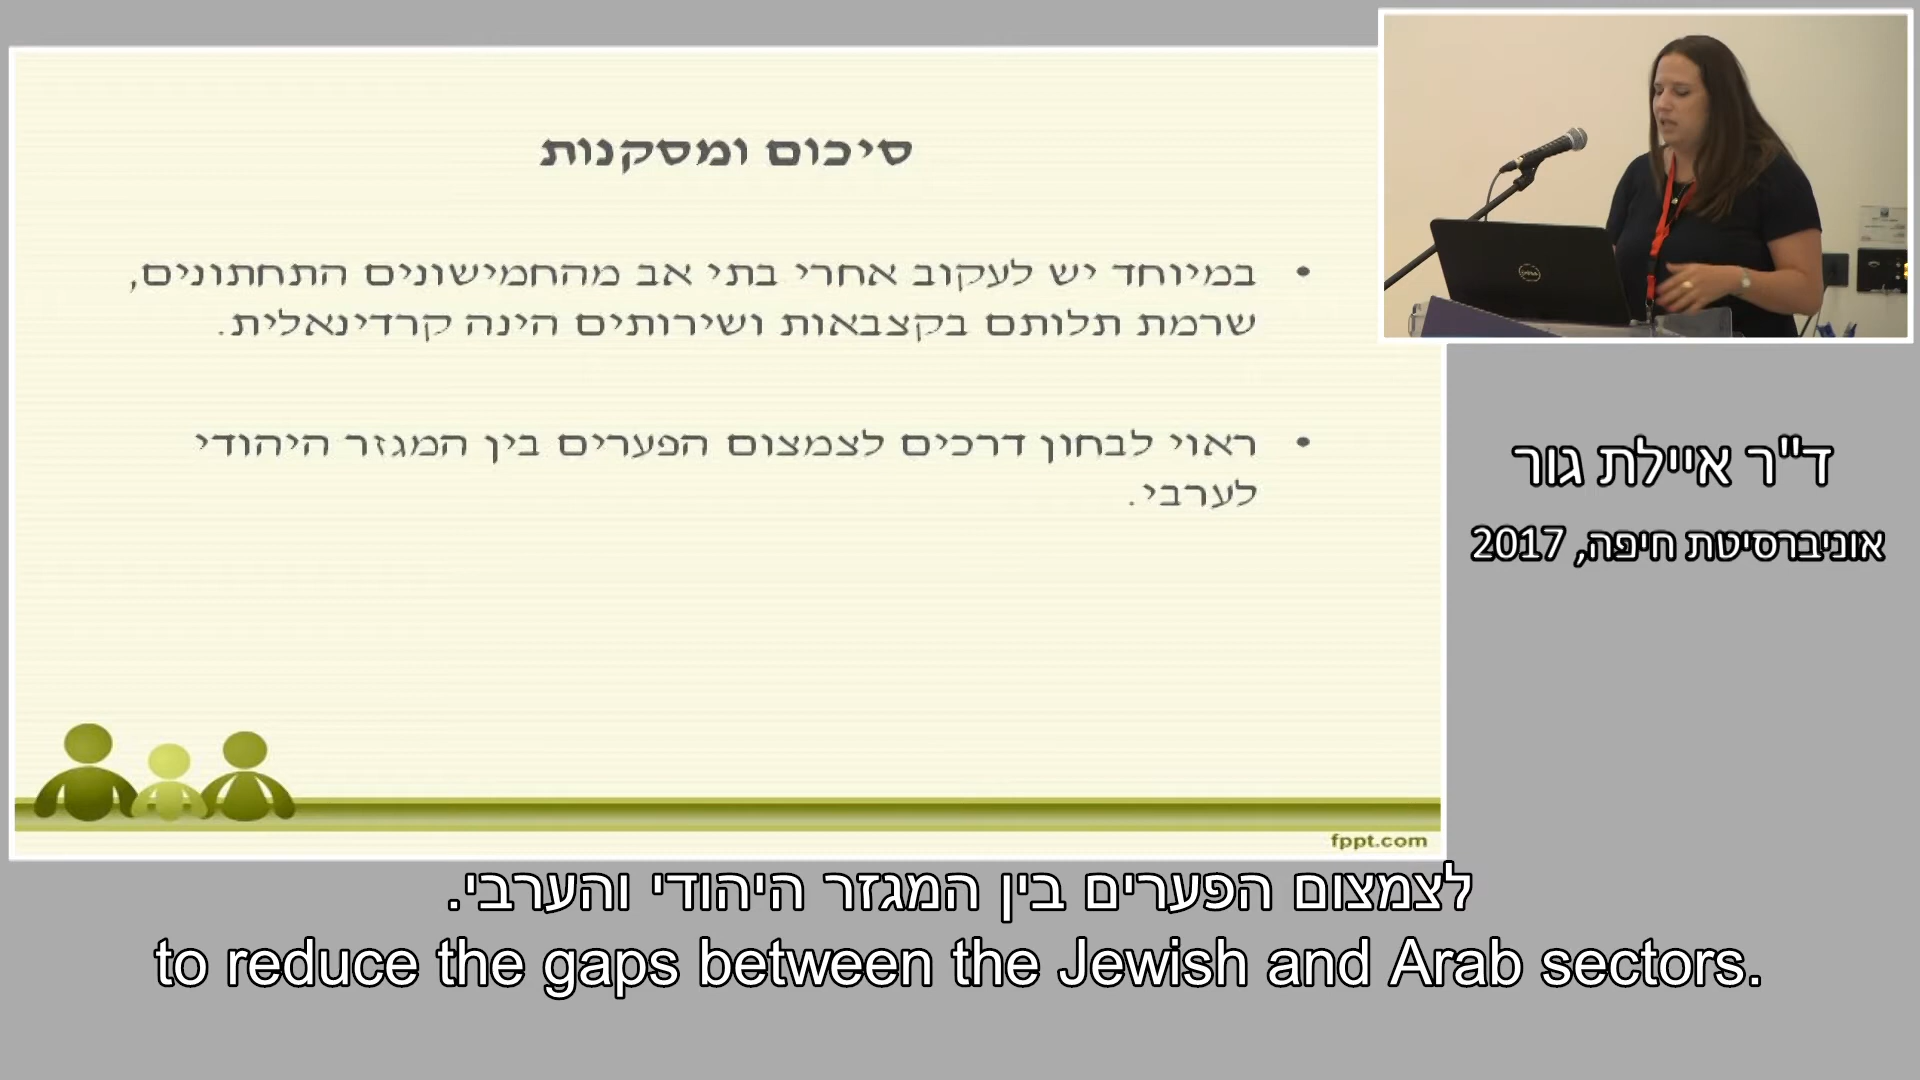 סיכום ומסקנות
• במיוחד יש לעקוב אחרי בתי אב מהחמישונים התחתונים,
שרמת תלותם בקצבאות ושירותים הינה קרדינאלית.
• ראוי לבחון דרכים לצמצום הפערים בין המגזר היהודי
לערבי.
fppt.com
DELL
ד"ר איילת גור
אוניברסיטת חיפה, 2017
לצמצום הפערים בין המגזר היהודי והערבי.
to reduce the gaps between the Jewish and Arab sectors.